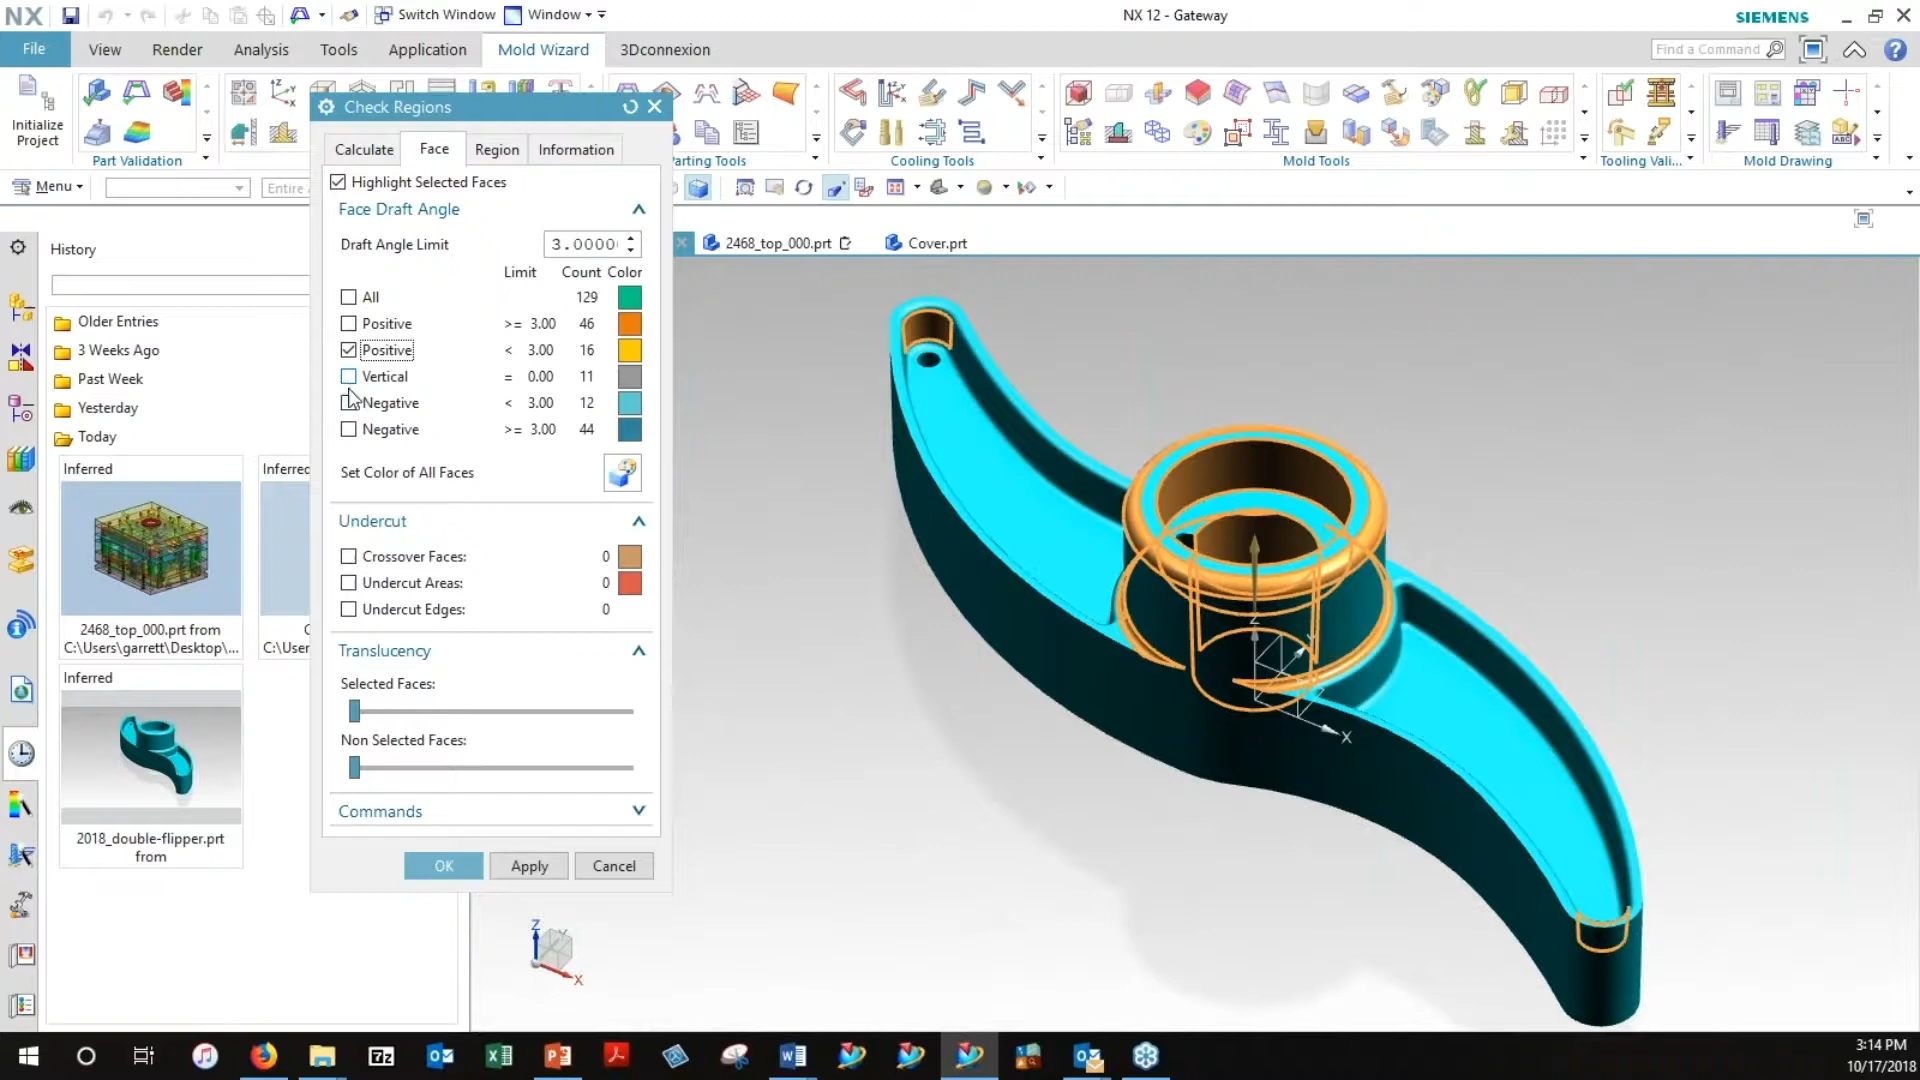 NX
Switch Window
Window
NX 12 - Gateway
SIEMENS
File
View
Render
Analysis
Tools
Application
Mold Wizard
3Dconnexion
Find a Command
Initialize
Project
Part Validation
arting Tools
Cooling Tools
Mold Tools
Tooling Vali...
Mold Drawing
Menu
Entire
Check Regions
Calculate
Face
Region
Information
Highlight Selected Faces
Face Draft Angle
Draft Angle Limit
3.0000
Limit Count Color
All 129
Positive >= 3.00 46
Positive < 3.00 16
Vertical = 0.00 11
Negative < 3.00 12
Negative >= 3.00 44
Set Color of All Faces
Undercut
Crossover Faces: 0
Undercut Areas: 0
Undercut Edges: 0
Translucency
Selected Faces:
Non Selected Faces:
Commands
OK
Apply
Cancel
History
Older Entries
3 Weeks Ago
Past Week
Yesterday
Today
Inferred
Inferred
2468_top_000.prt from
C:\Users\garrett\Desktop\...
C:\User
Inferred
2018_double-flipper.prt
from
2468_top_000.prt
Cover.prt
Z
X
Z
Y
X
7z
3:14 PM
10/17/2018